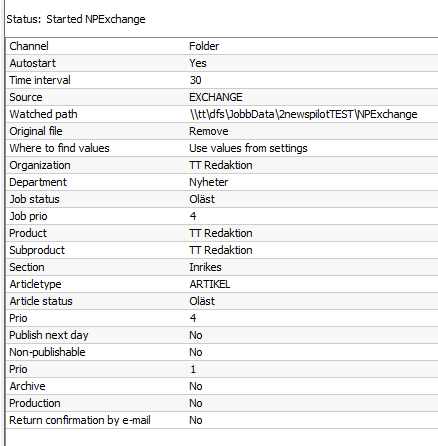 Status: Started NPExchange
Channel Folder
Autostart Yes
Time interval 30
Source EXCHANGE
Watched path \\tt\dfs\JobbData\2newspilotTEST\NPExchange
Original file Remove
Where to find values Use values from settings
Organization TT Redaktion
Department Nyheter
Job status Oläst
Job prio 4
Product TT Redaktion
Subproduct TT Redaktion
Section Inrikes
Articletype ARTIKEL
Article status Oläst
Prio 4
Publish next day No
Non-publishable No
Prio 1
Archive No
Production No
Return confirmation by e-mail No